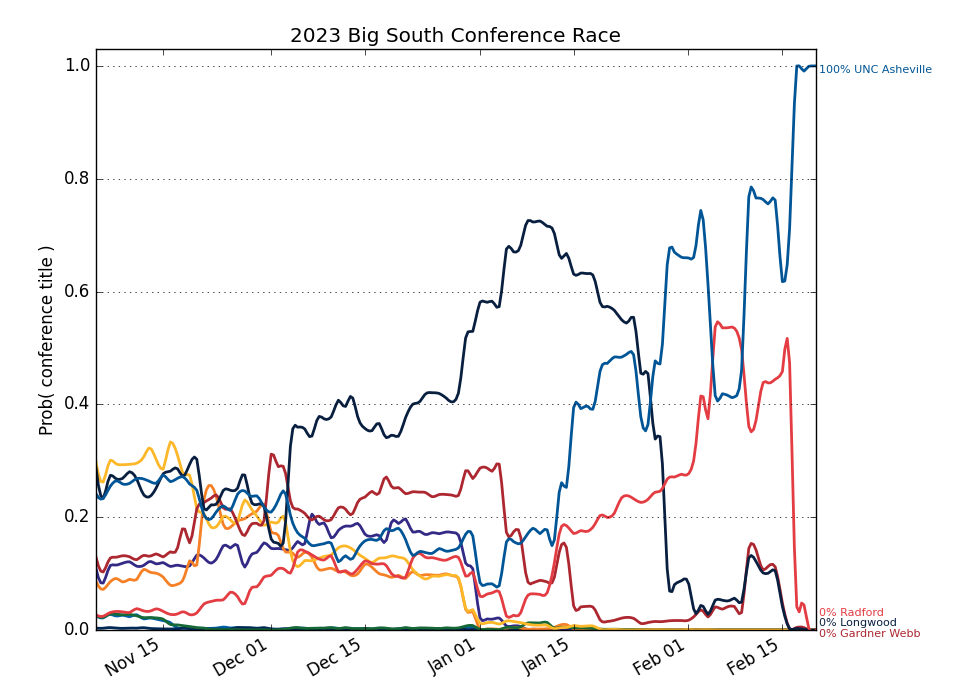 2023 Big South Conference Race
Prob( conference title )
1.0
0.8
0.6
0.4
0.2
0.0
Nov 15
Dec 01
Dec 15
Jan 01
Jan 15
Feb 01
Feb 15
100% UNC Asheville
0% Radford
0% Longwood
0% Gardner Webb